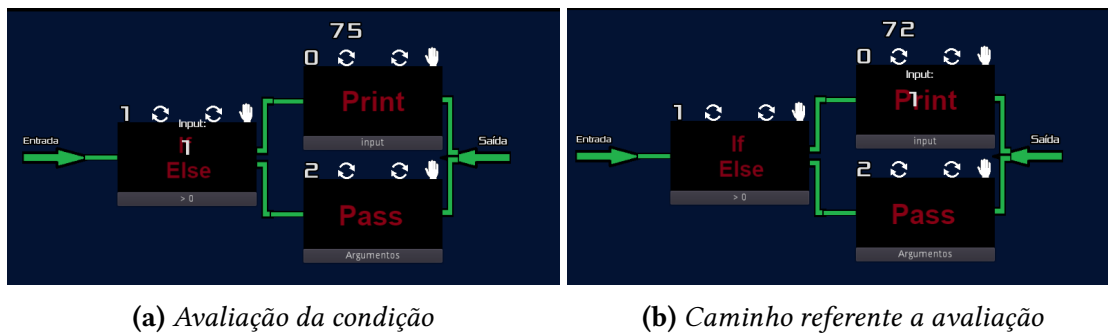 75
0
Print
input
1
Input:
1
If
Else
> 0
Entrada
Saída
2
Pass
Argumentos
(a) Avaliação da condição
72
0
Input:
1
Print
input
1
If
Else
> 0
Entrada
Saída
2
Pass
Argumentos
(b) Caminho referente a avaliação